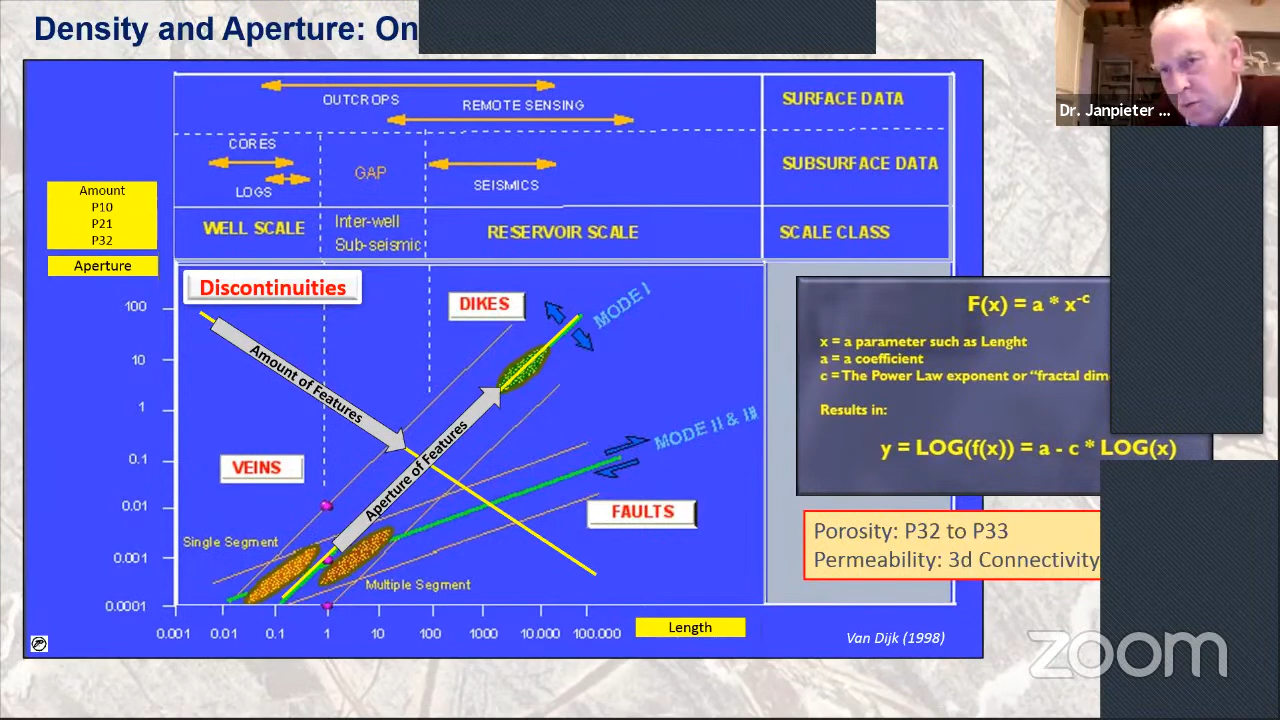 Density and Aperture: On
Dr. Janpieter ...
OUTCROPS
REMOTE SENSING
SURFACE DATA
CORES
LOGS
GAP
SEISMICS
SUBSURFACE DATA
WELL SCALE
Inter-well
Sub-seismic
RESERVOIR SCALE
SCALE CLASS
Amount
P10
P21
P32
Aperture
100
10
1
0.1
0.01
0.001
0.0001
Discontinuities
DIKES
MODE I
Amount of Features
Aperture of Features
MODE II & III
VEINS
FAULTS
Single Segment
Multiple Segment
0.001
0.01
0.1
1
10
100
1000
10.000
100.000
Length
Van Dijk (1998)
F(x) = a * x-c
x = a parameter such as Lenght
a = a coefficient
c = The Power Law exponent or “fractal dim
Results in:
y = LOG(f(x)) = a - c * LOG(x)
Porosity: P32 to P33
Permeability: 3d Connectivity
zoom